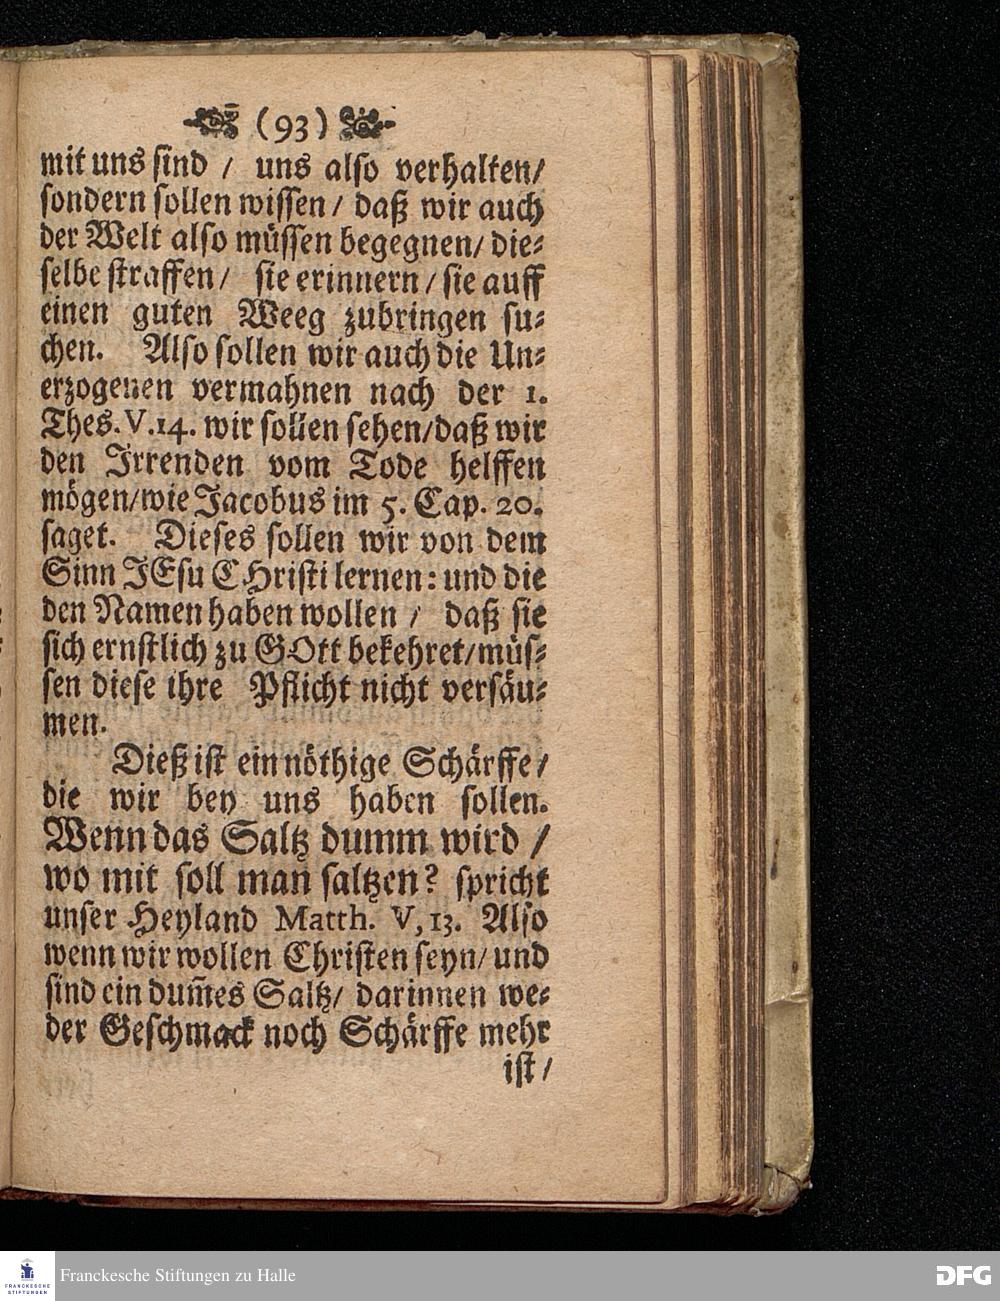 (93)
mit uns sind / uns also verhalten/
sondern sollen wissen / daß wir auch
der Welt also müssen begegnen/ die⸗
selbe straffen/ sie erinnern / sie auff
einen guten Weeg zubringen su⸗
chen. Also sollen wir auch die Un⸗
erzogenen vermahnen nach der 1.
Thes. V.14. wir sollen sehen/daß wir
den Irrenden vom Tode helffen
mögen/wie Jacobus im 5. Cap. 20.
saget. Dieses sollen wir von dem
Sinn JEsu CHristi lernen: und die
den Namen haben wollen / daß sie
sich ernstlich zu GOtt bekehret/müs⸗
sen diese ihre Pflicht nicht versäu⸗
men.
Dieß ist ein nöthige Schärffe/
die wir bey uns haben sollen.
Wenn das Saltz dumm wird /
wo mit soll man̄ saltzen? spricht
unser Heyland Matth. V, 13. Also
wenn wir wollen Christen seyn/ und
sind ein dum̄es Saltz/ darinnen we⸗
der Geschmack noch Schärffe mehr
ist /
FRANCKESCHE
STIFTUNGEN
Franckesche Stiftungen zu Halle
DFG